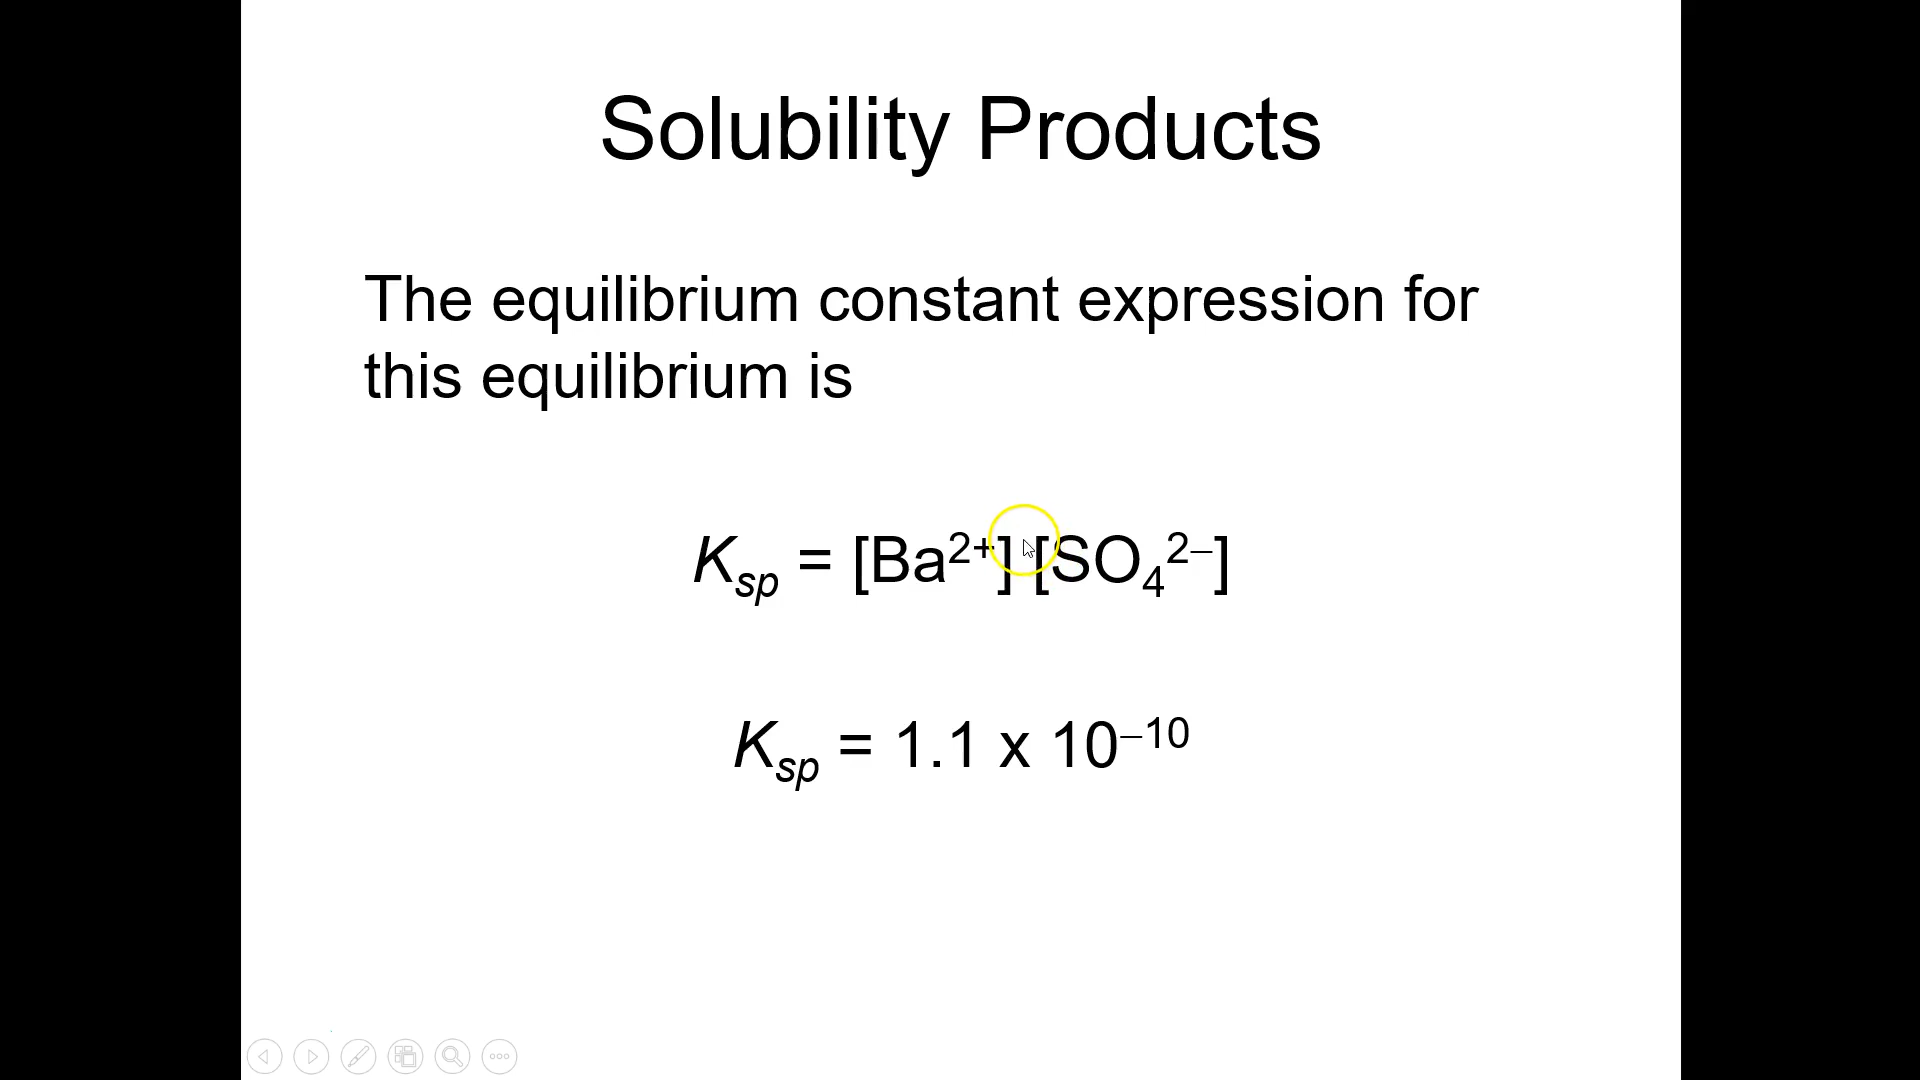 Solubility Products
The equilibrium constant expression for
this equilibrium is
Ksp = [Ba²⁺] [SO₄²⁻]
Ksp = 1.1 x 10⁻¹⁰